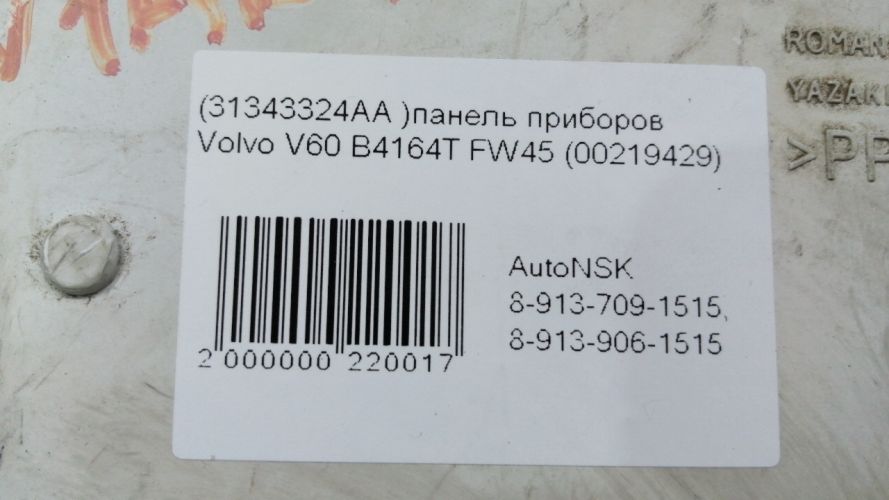 (31343324AA )панель приборов
Volvo V60 B4164T FW45 (00219429)
AutoNSK
8-913-709-1515,
8-913-906-1515
2 000000 220017
YAZAKI
>PP